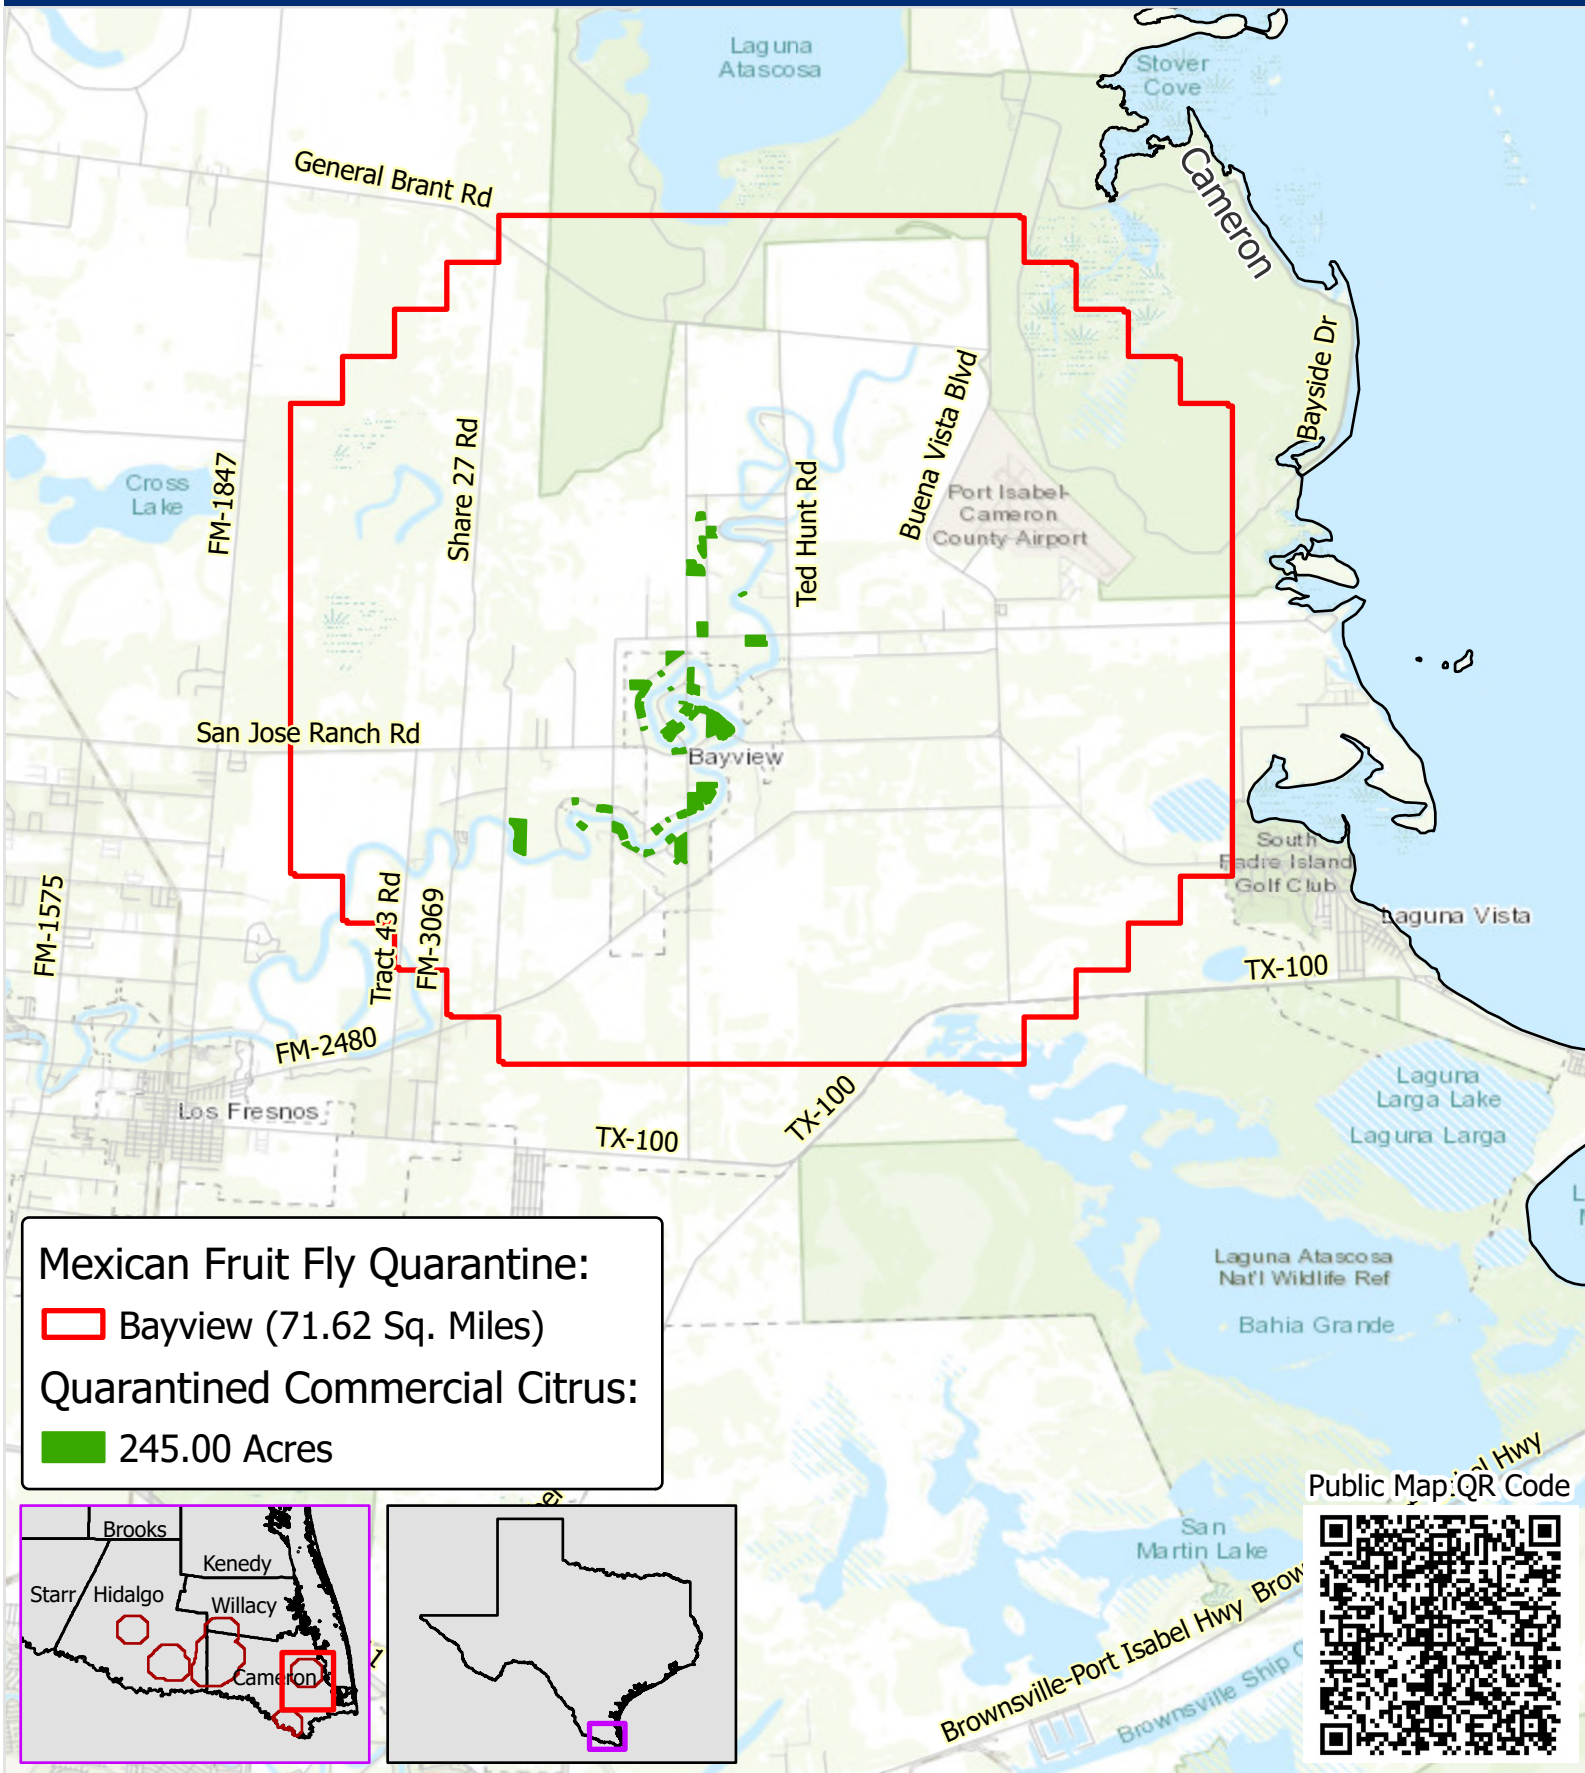 Laguna
Atascosa
Stover
Cove
General Brant Rd
Cameron
Bayside Dr
Buena Vista Blvd
Share 27 Rd
FM-1847
Cross
Lake
Ted Hunt Rd
Port Isabel-
Cameron
County Airport
San Jose Ranch Rd
Bayview
South
Padre Island
Golf Club
Laguna Vista
FM-1575
Tract 43 Rd
FM-3069
TX-100
FM-2480
Los Fresnos
TX-100
TX-100
Laguna
Larga Lake
Laguna Larga
Laguna Atascosa
Nat'l Wildlife Ref
Bahia Grande
Mexican Fruit Fly Quarantine:
Bayview (71.62 Sq. Miles)
Quarantined Commercial Citrus:
245.00 Acres
Hwy
Public Map QR Code
San
Martin Lake
Brownsville-Port Isabel Hwy
Brownsville Ship
Brooks
Kenedy
Starr
Hidalgo
Willacy
Cameron